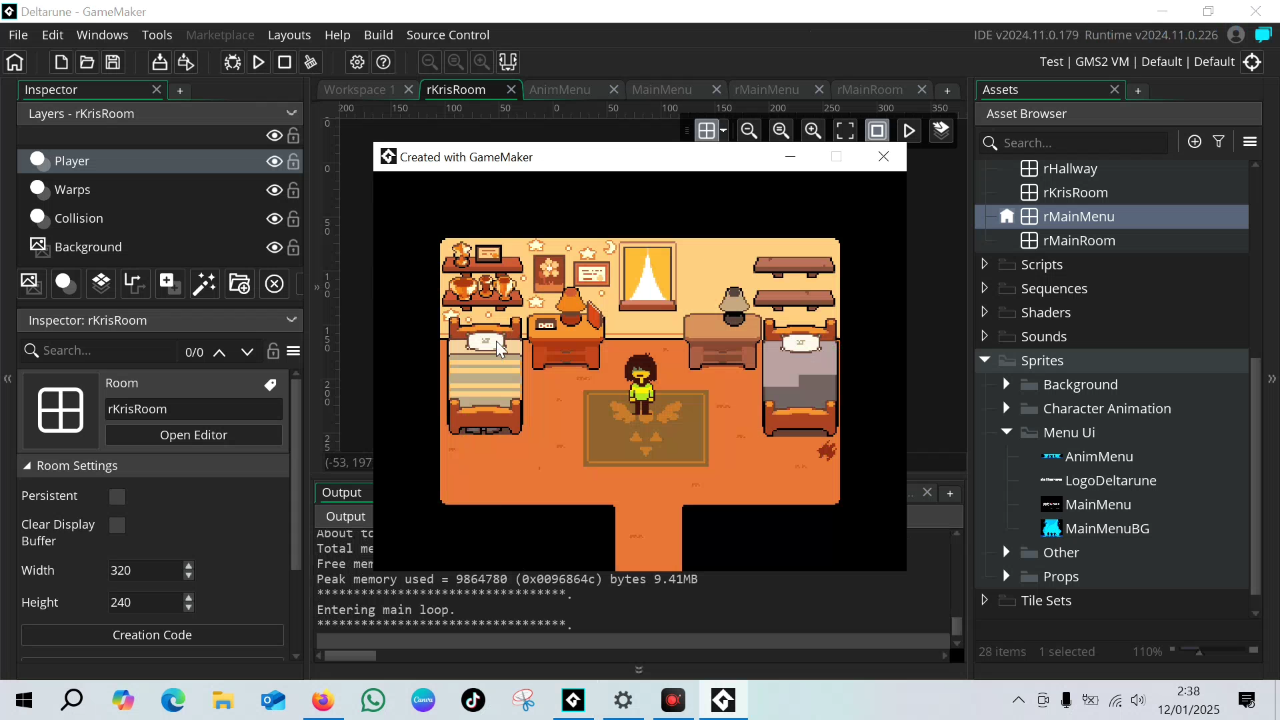 Deltarune - GameMaker
File Edit Windows Tools Marketplace Layouts Help Build Source Control
IDE v2024.11.0.179 Runtime v2024.11.0.226
Test | GMS2 VM | Default | Default
Inspector
Layers - rKrisRoom
Player
Warps
Collision
Background
Inspector: rKrisRoom
Search... 0/0
Room
rKrisRoom
Open Editor
Room Settings
Persistent
Clear Display
Buffer
Width 320
Height 240
Creation Code
Workspace 1 rKrisRoom AnimMenu MainMenu rMainMenu rMainRoom
200 150 100 50 0 50
Created with GameMaker
(-53, 197
Output
Output
About to
Total me
Free mem
Peak memory used = 9864780 (0x0096864c) bytes 9.41MB
***********************************.
Entering main loop.
***********************************.
Assets
Asset Browser
Search...
rHallway
rKrisRoom
rMainMenu
rMainRoom
Scripts
Sequences
Shaders
Sounds
Sprites
Background
Character Animation
Menu Ui
AnimMenu
LogoDeltarune
MainMenu
MainMenuBG
Other
Props
Tile Sets
28 items 1 selected 110%
2:38
12/01/2025